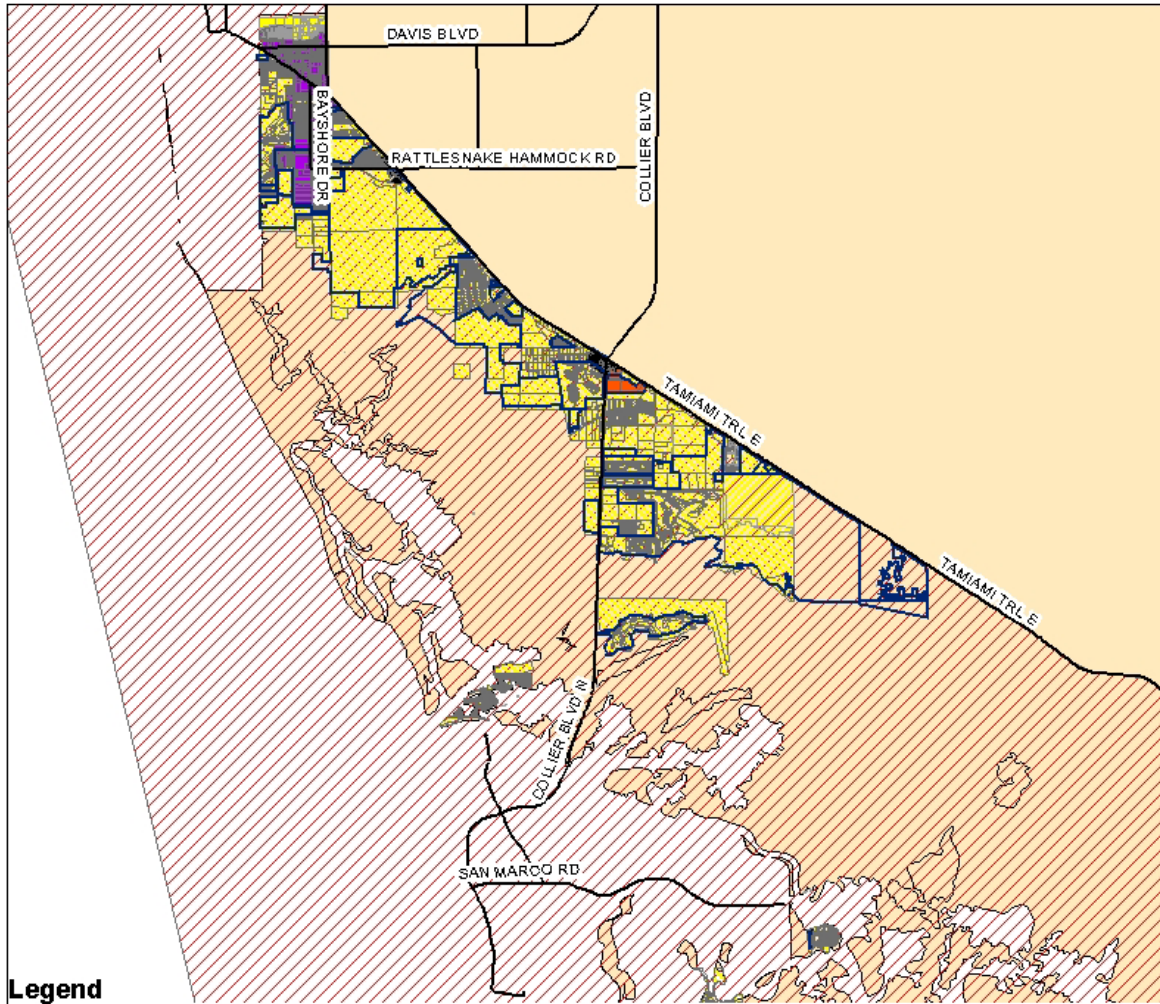 DAVIS BLVD
BAYSHORE DR
RATTLESNAKE HAMMOCK RD
COLLIER BLVD
TAMIAMI TRL E
TAMIAMI TRL E
COLLIER BLVD N
SAN MARCO RD
Legend